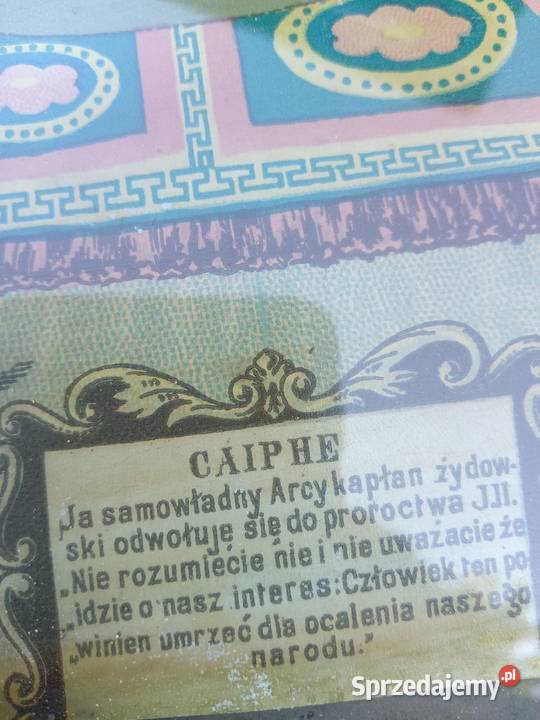 CAIPHE
Ja samowładny Arcykapłan żydow-
ski odwołuję się do proroctwa JII.
„Nie rozumiecie nie i nie uważacie że
„idzie o nasz interes: Człowiek ten po-
„winien umrzeć dla ocalenia naszego
narodu."
Sprzedajemy.pl